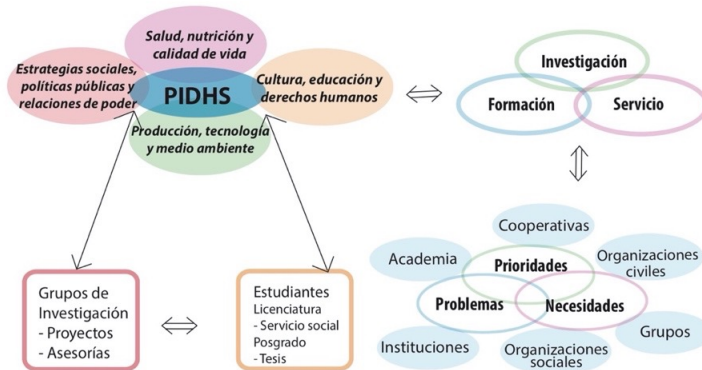 Salud, nutrición y
calidad de vida
Estrategias sociales,
políticas públicas y
relaciones de poder
PIDHS
Cultura, educación y
derechos humanos
Producción, tecnología
y medio ambiente
Investigación
Formación
Servicio
Cooperativas
Academia
Prioridades
Organizaciones
civiles
Problemas
Necesidades
Instituciones
Organizaciones
sociales
Grupos
Grupos de
Investigación
- Proyectos
- Asesorías
Estudiantes
Licenciatura
- Servicio social
Posgrado
- Tesis